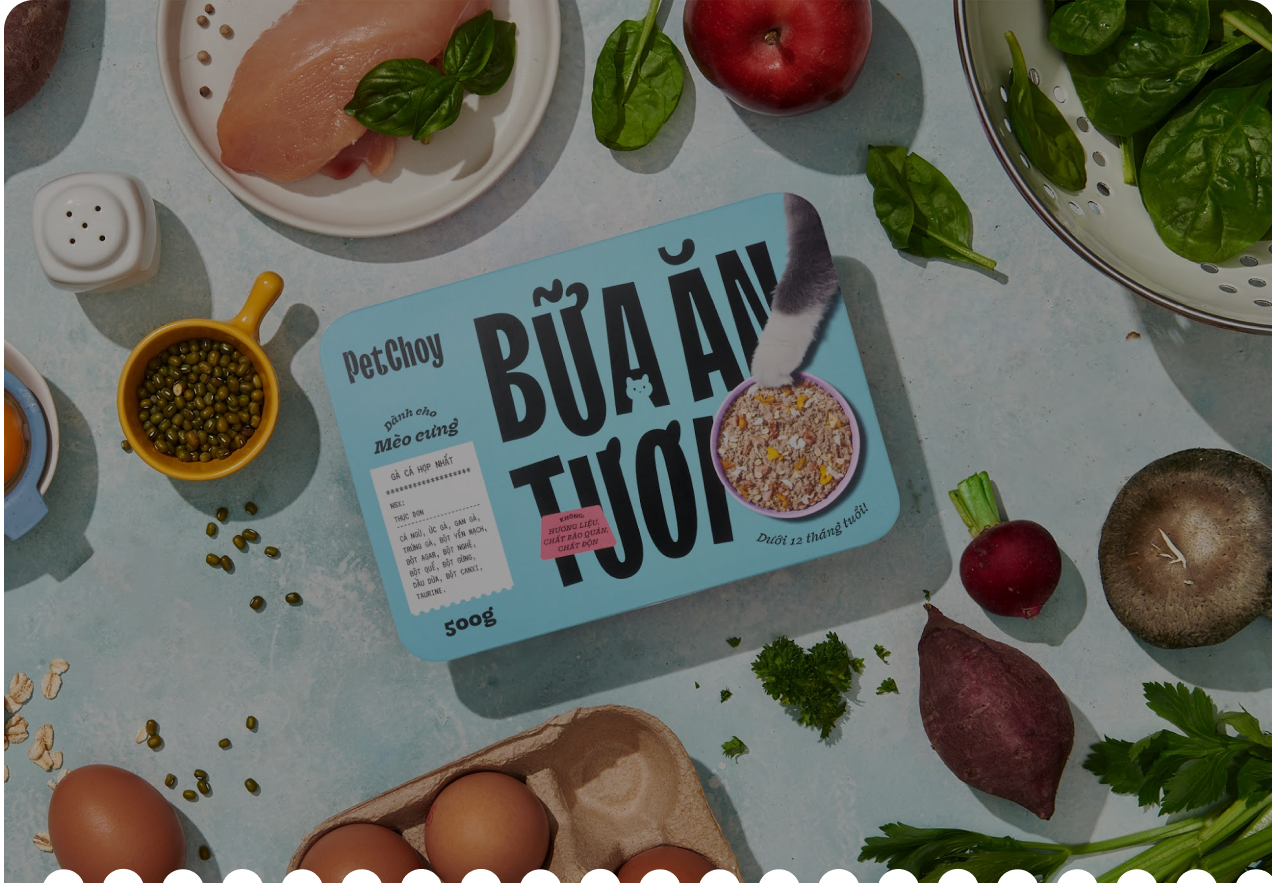 PetChoy
BỮA ĂN
TƯƠI
Dành cho
Mèo cưng
GÀ CÁ HỢP NHẤT
********************
NSX:
THỰC ĐƠN
CÁ NGỪ, ỨC GÀ, GAN GÀ,
TRỨNG GÀ, BỘT YẾN MẠCH,
BỘT AGAR, BỘT NGHỆ,
BỘT QUẾ, BỘT GỪNG,
DẦU DỪA, BỘT CANXI,
TAURINE.
KHÔNG
HƯƠNG LIỆU,
CHẤT BẢO QUẢN,
CHẤT ĐỘN
Dưới 12 tháng tuổi!
500g